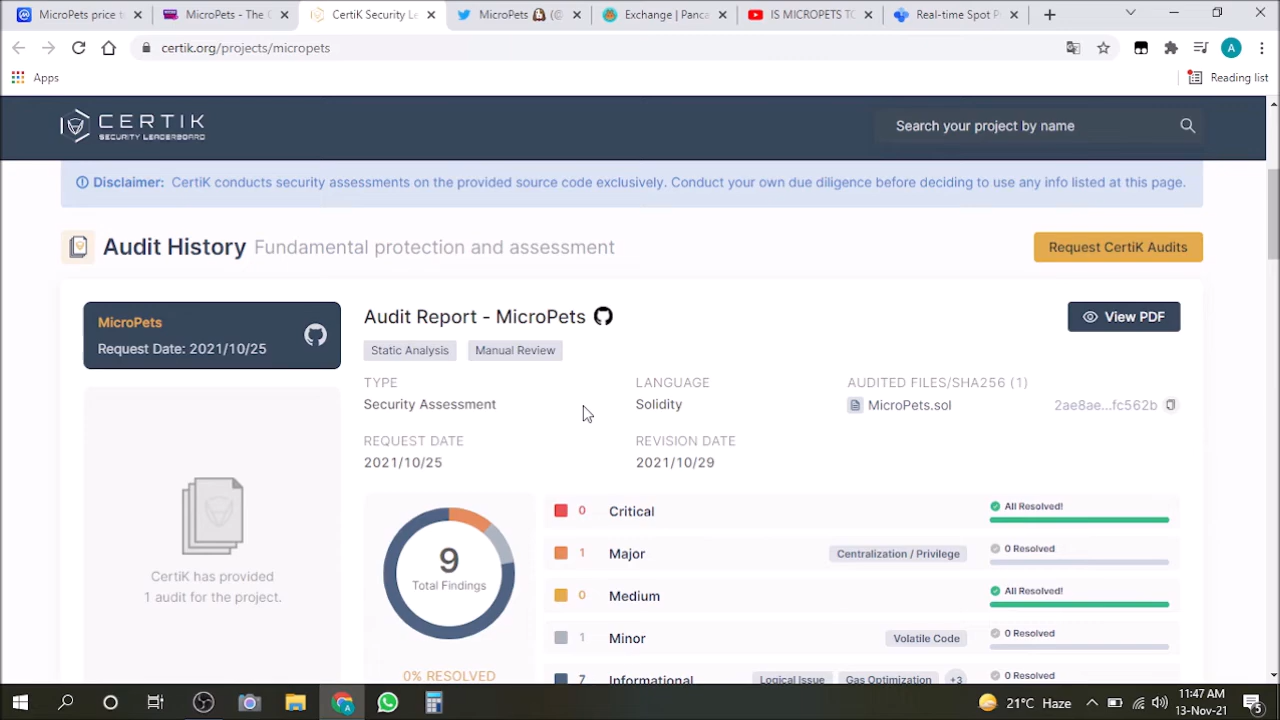 MicroPets price t
MicroPets - The C
CertiK Security Le
MicroPets
Exchange | Panca
IS MICROPETS TO
Real-time Spot P
certik.org/projects/micropets
A
Apps
Reading list
CERTIK
SECURITY LEADERBOARD
Search your project by name
Disclaimer: CertiK conducts security assessments on the provided source code exclusively. Conduct your own due diligence before deciding to use any info listed at this page.
Audit History Fundamental protection and assessment
Request CertiK Audits
MicroPets
Request Date: 2021/10/25
Audit Report - MicroPets
View PDF
Static Analysis
Manual Review
TYPE
LANGUAGE
AUDITED FILES/SHA256 (1)
Security Assessment
Solidity
MicroPets.sol
2ae8ae...fc562b
REQUEST DATE
REVISION DATE
2021/10/25
2021/10/29
CertiK has provided
1 audit for the project.
9
Total Findings
0% RESOLVED
0 Critical
All Resolved!
1 Major
Centralization / Privilege
0 Resolved
0 Medium
All Resolved!
1 Minor
Volatile Code
0 Resolved
7 Informational
Logical Issue
Gas Optimization
+3
0 Resolved
21°C Haze
11:47 AM
13-Nov-21
5